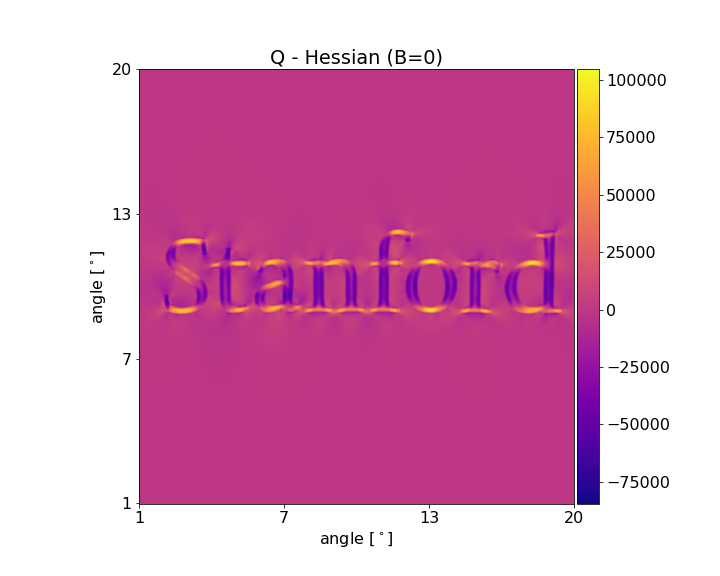 Q - Hessian (B=0)
20
100000
75000
13
50000
25000
Stanford
angle [°]
0
7
−25000
−50000
−75000
1
1 7 13 20
angle [°]